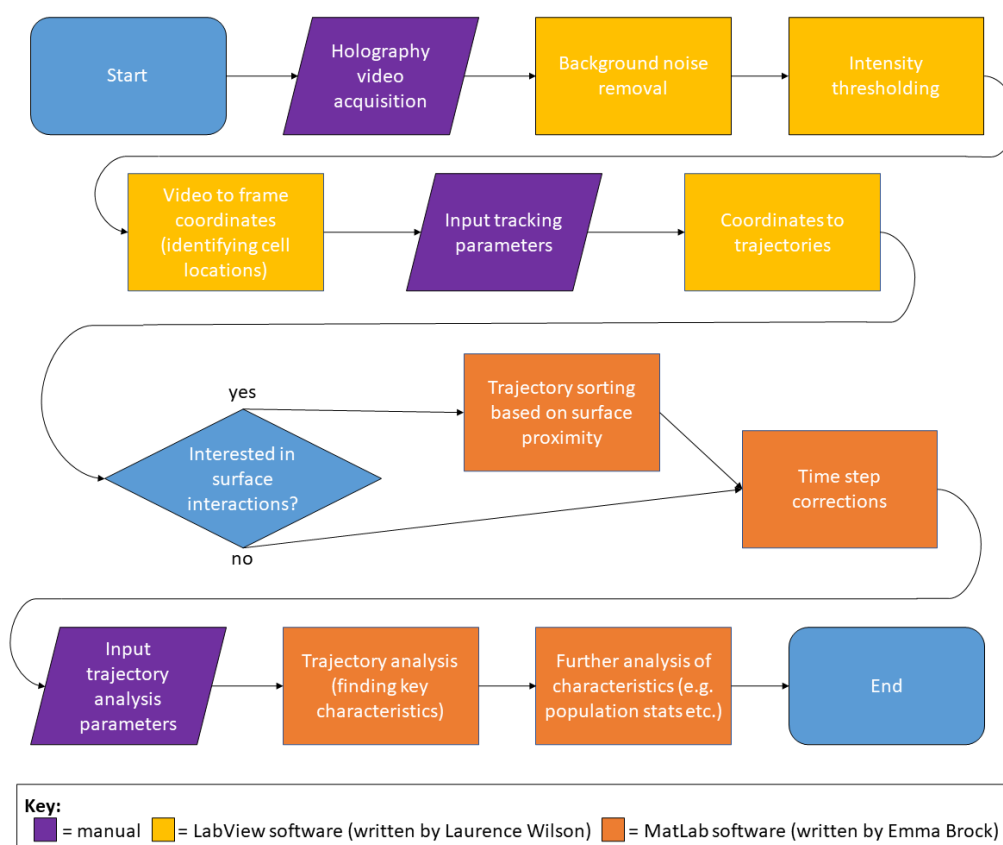 Start
Holography
video
acquisition
Background noise
removal
Intensity
thresholding
Video to frame
coordinates
(identifying cell
locations)
Input tracking
parameters
Coordinates to
trajectories
yes
Interested in
surface
interactions?
no
Trajectory sorting
based on surface
proximity
Time step
corrections
Input
trajectory
analysis
parameters
Trajectory analysis
(finding key
characteristics)
Further analysis of
characteristics (e.g.
population stats etc.)
End
Key:
= manual = LabView software (written by Laurence Wilson) = MatLab software (written by Emma Brock)